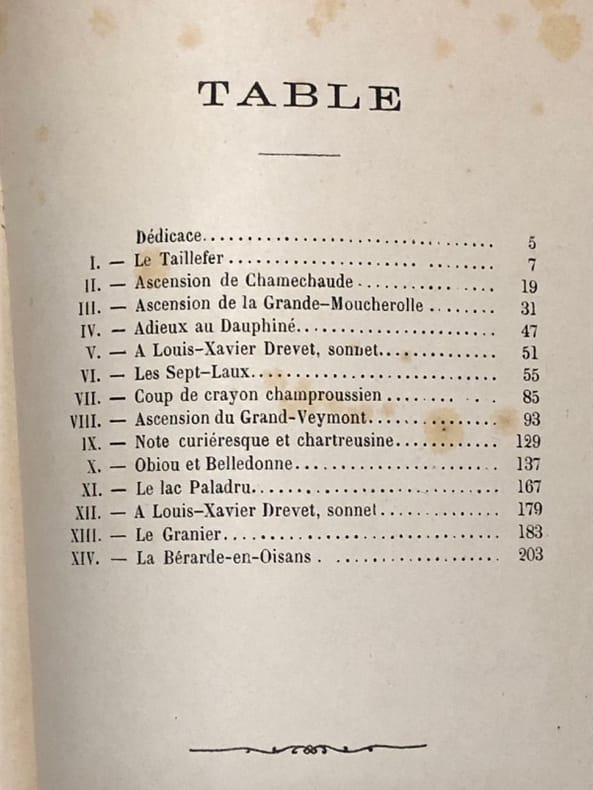 TABLE
Dédicace.................................. 5
I. — Le Taillefer ............................... 7
II. — Ascension de Chamechaude ................ 19
III. — Ascension de la Grande-Moucherolle ........ 31
IV. — Adieux au Dauphiné...................... 47
V. — A Louis-Xavier Drevet, sonnet............. 51
VI. — Les Sept-Laux............................ 55
VII. — Coup de crayon champroussien ........ . . . 85
VIII. — Ascension du Grand-Veymont.............. 93
IX. — Note curiéresque et chartreusine........... 129
X. — Obiou et Belledonne....................... 137
XI. — Le lac Paladru............................ 167
XII. — A Louis-Xavier Drevet, sonnet............. 179
XIII. — Le Granier............................... 183
XIV. — La Bérarde-en-Oisans . .................. 203